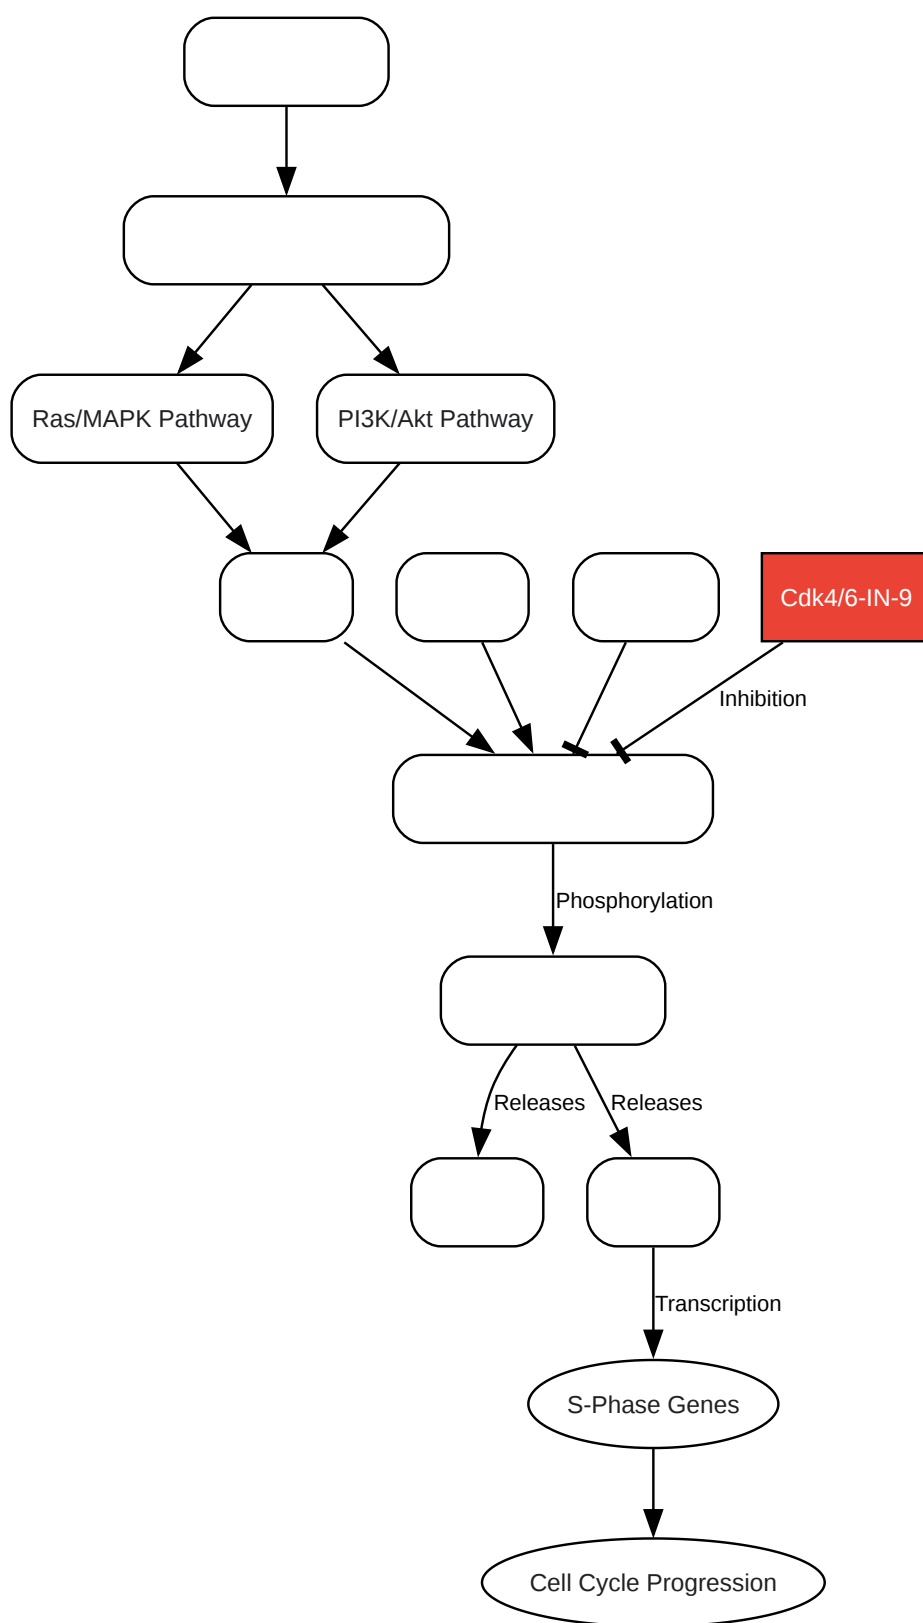 Ras/MAPK Pathway
PI3K/Akt Pathway
Cdk4/6-IN-9
Inhibition
Phosphorylation
Releases
Releases
Transcription
S-Phase Genes
Cell Cycle Progression